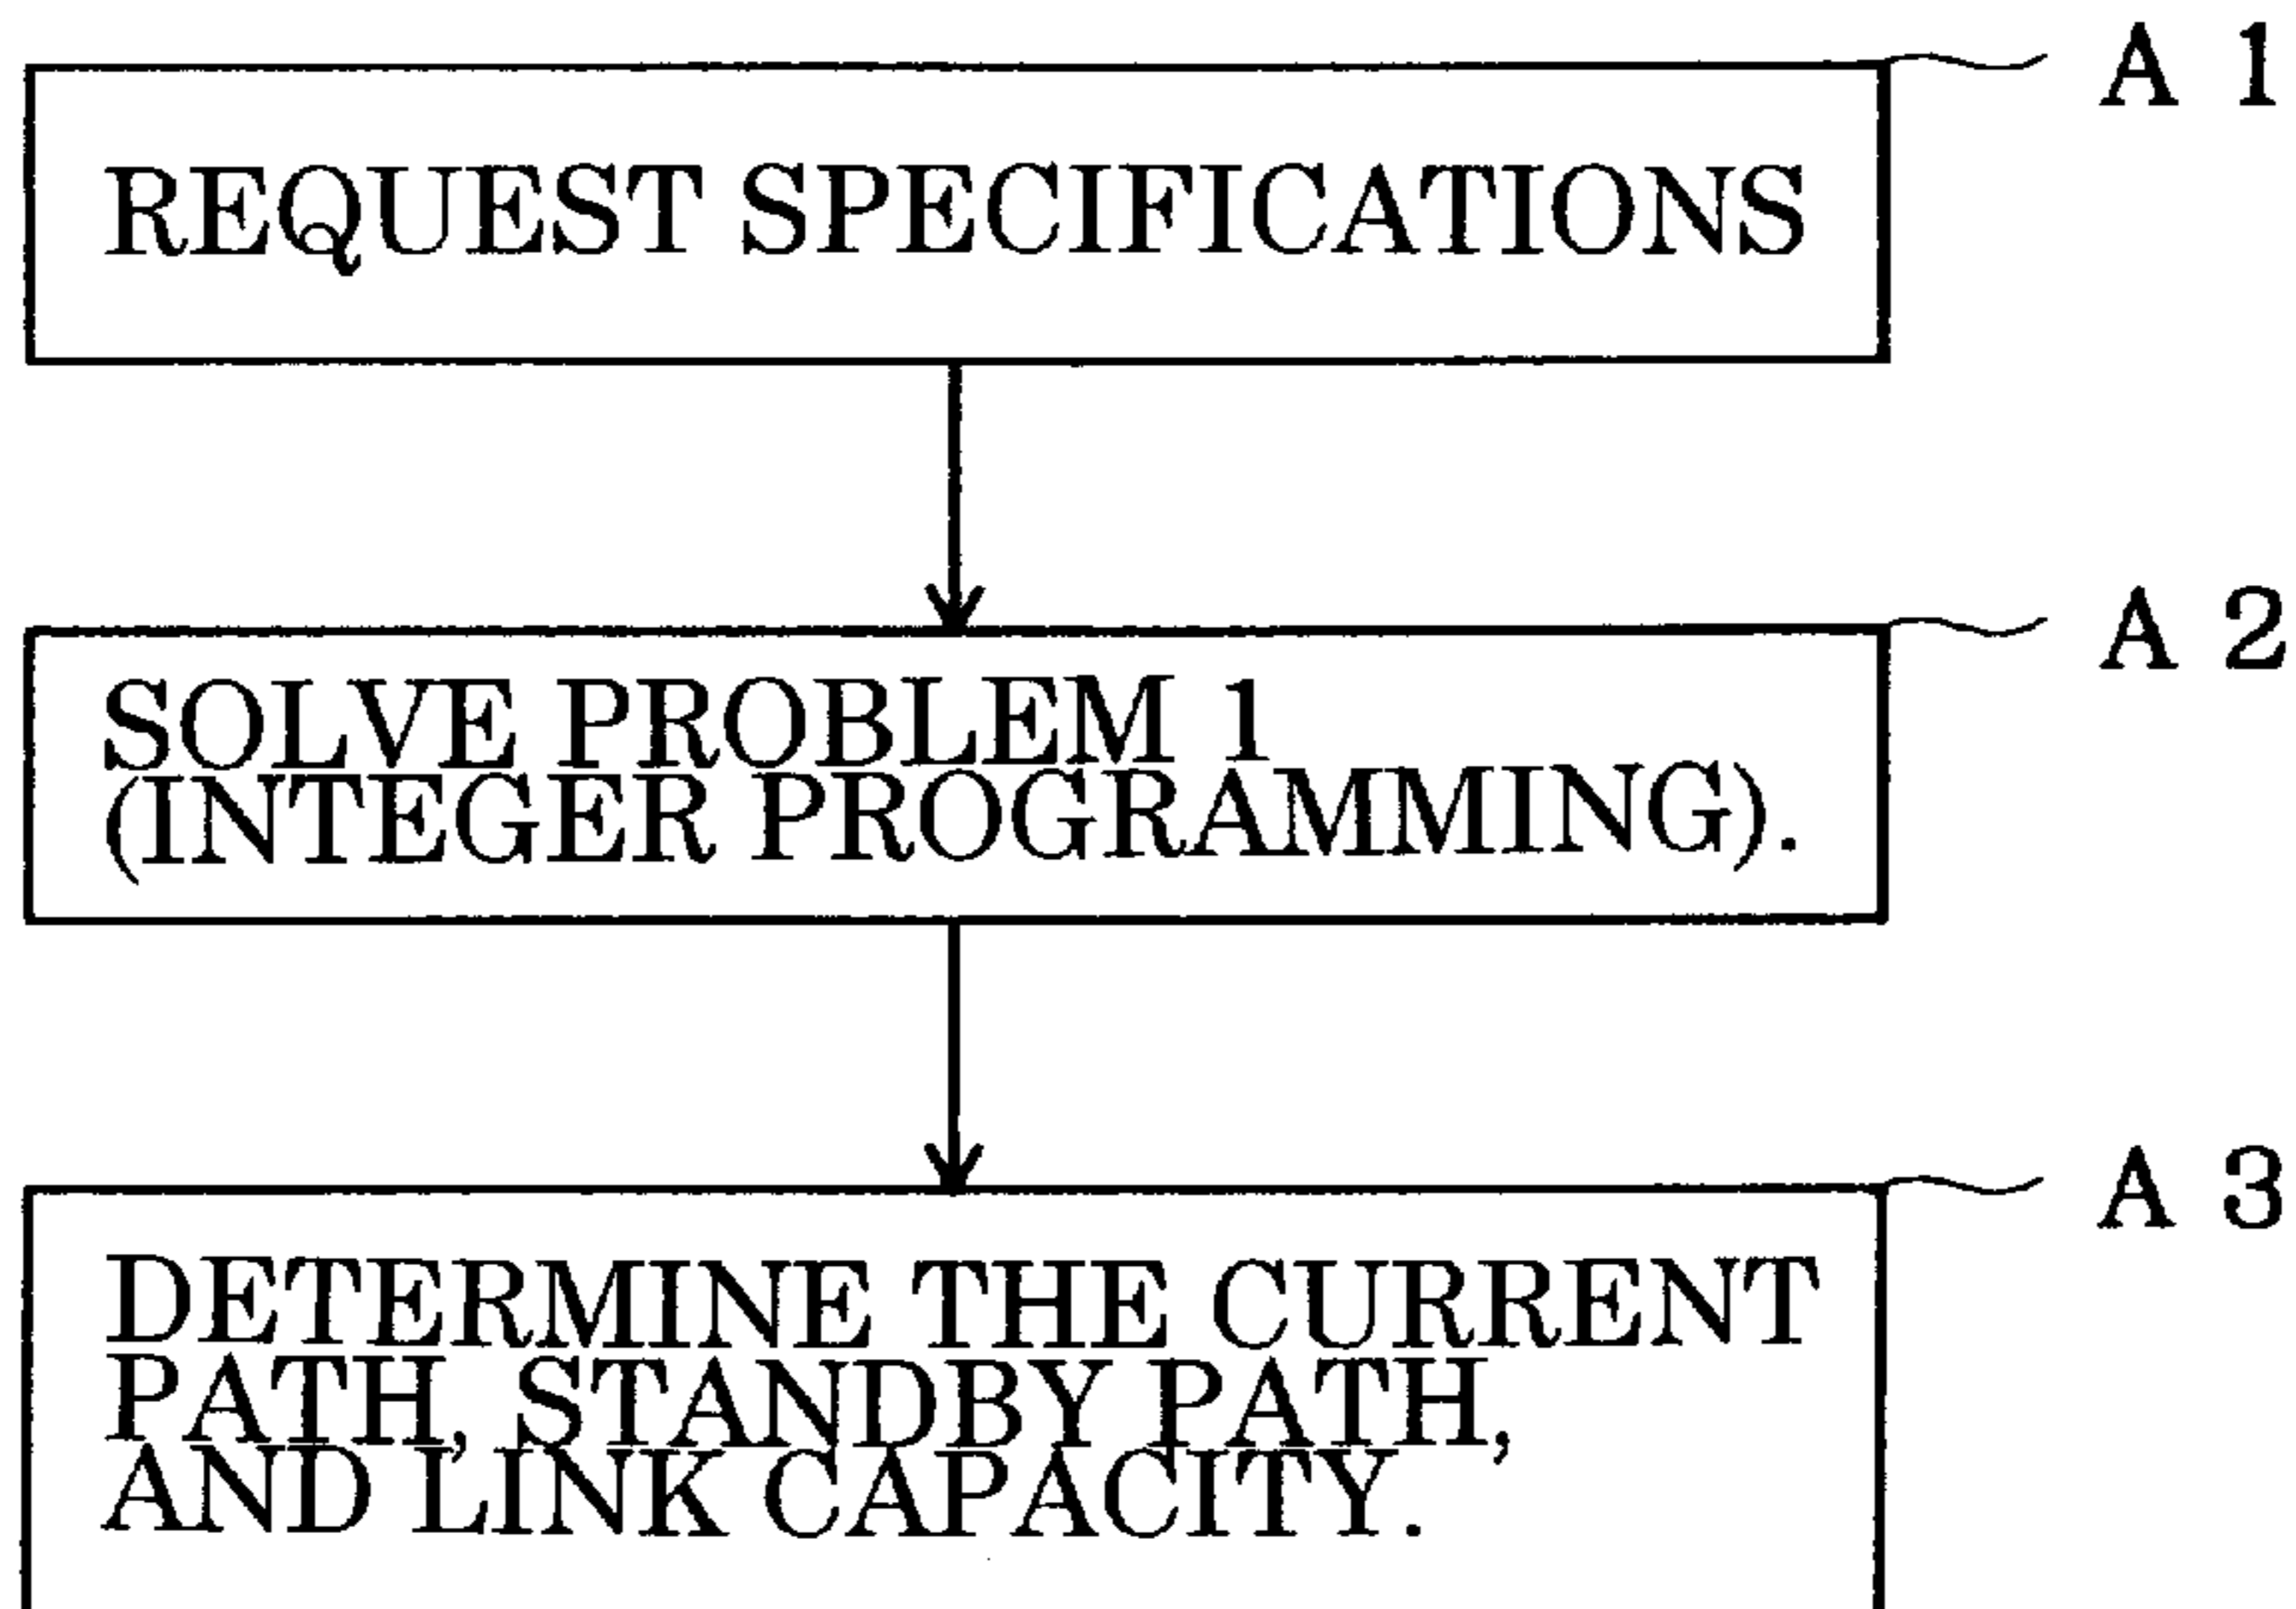 A 1
REQUEST SPECIFICATIONS
A 2
SOLVE PROBLEM 1
(INTEGER PROGRAMMING).
A 3
DETERMINE THE CURRENT
PATH, STANDBY PATH,
AND LINK CAPACITY.